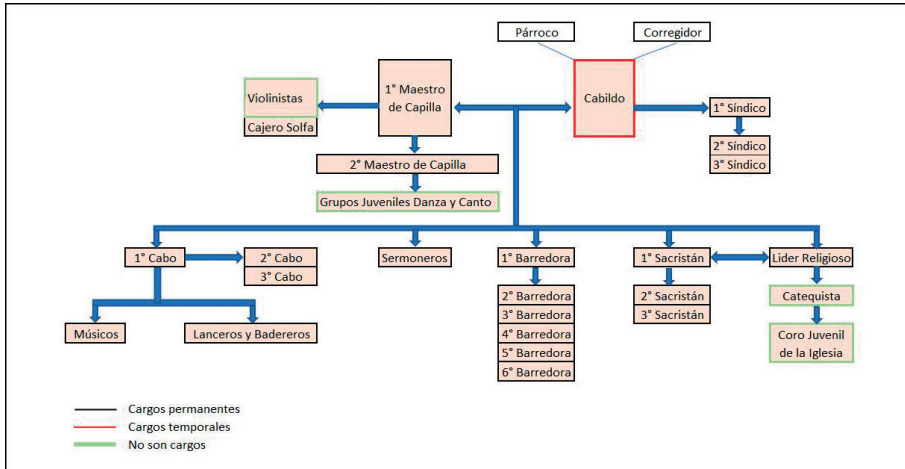 Párroco
Corregidor
Violinistas
Cajero Solfa
1° Maestro
de Capilla
Cabildo
1° Síndico
2° Síndico
3° Síndico
2° Maestro de Capilla
Grupos Juveniles Danza y Canto
1° Cabo
2° Cabo
3° Cabo
Sermoneros
1° Barredora
1° Sacristán
Lider Religioso
2° Barredora
3° Barredora
4° Barredora
5° Barredora
6° Barredora
2° Sacristán
3° Sacristán
Catequista
Músicos
Lanceros y Badereros
Coro Juvenil
de la Iglesia
Cargos permanentes
Cargos temporales
No son cargos